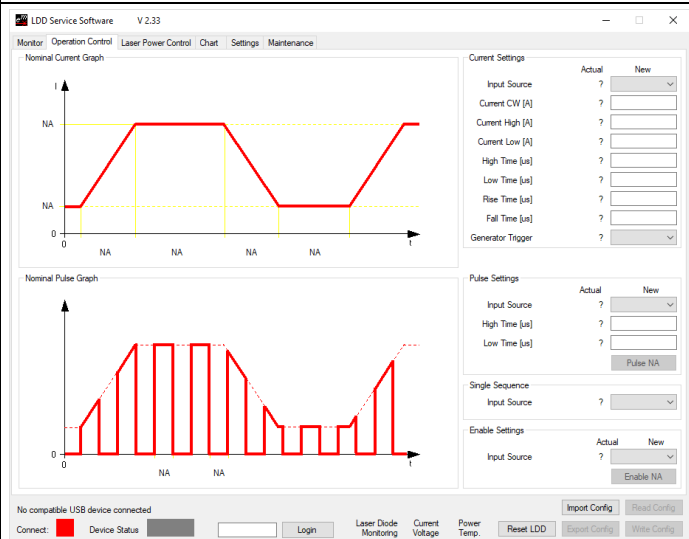 LDD Service Software V 2.33
Monitor Operation Control Laser Power Control Chart Settings Maintenance
Nominal Current Graph
I
NA
NA
0
0
NA NA NA NA
t
Current Settings
Actual New
Input Source ?
Current CW [A] ?
Current High [A] ?
Current Low [A] ?
High Time [us] ?
Low Time [us] ?
Rise Time [us] ?
Fall Time [us] ?
Generator Trigger ?
Nominal Pulse Graph
0
0
NA NA
t
Pulse Settings
Actual New
Input Source ?
High Time [us] ?
Low Time [us] ?
Pulse NA
Single Sequence
Input Source ?
Enable Settings
Actual New
Input Source ?
Enable NA
No compatible USB device connected
Import Config Read Config
Connect: Device Status Login
Laser Diode Monitoring
Current Voltage
Power Temp.
Reset LDD Export Config Write Config